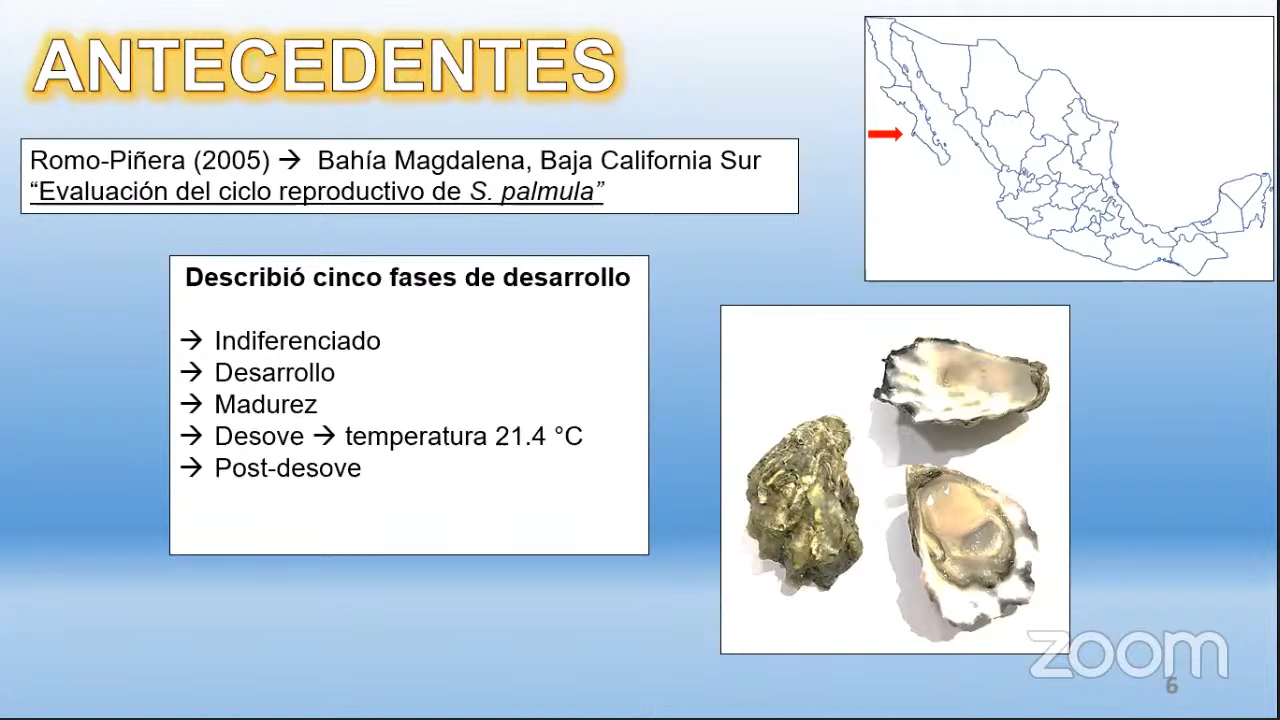 ANTECEDENTES
Romo-Piñera (2005) → Bahía Magdalena, Baja California Sur
“Evaluación del ciclo reproductivo de S. palmula”
Describió cinco fases de desarrollo
→ Indiferenciado
→ Desarrollo
→ Madurez
→ Desove → temperatura 21.4 °C
→ Post-desove
zoom
6